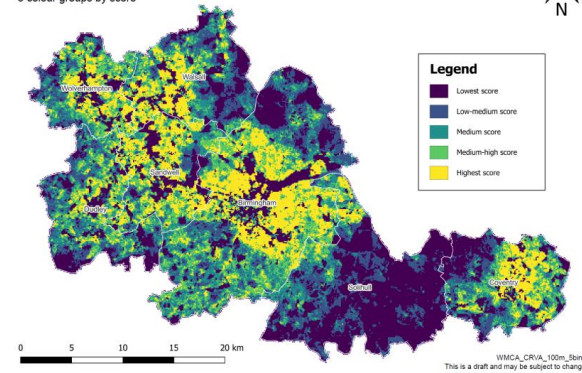 5 colour groups by score
N
Legend
Lowest score
Low-medium score
Medium score
Medium-high score
Highest score
Walsall
Wolverhampton
Sandwell
Dudley
Birmingham
Solihull
Coventry
0 5 10 15 20 km
WMCA_CRVA_100m_5bin
This is a draft and may be subject to chang